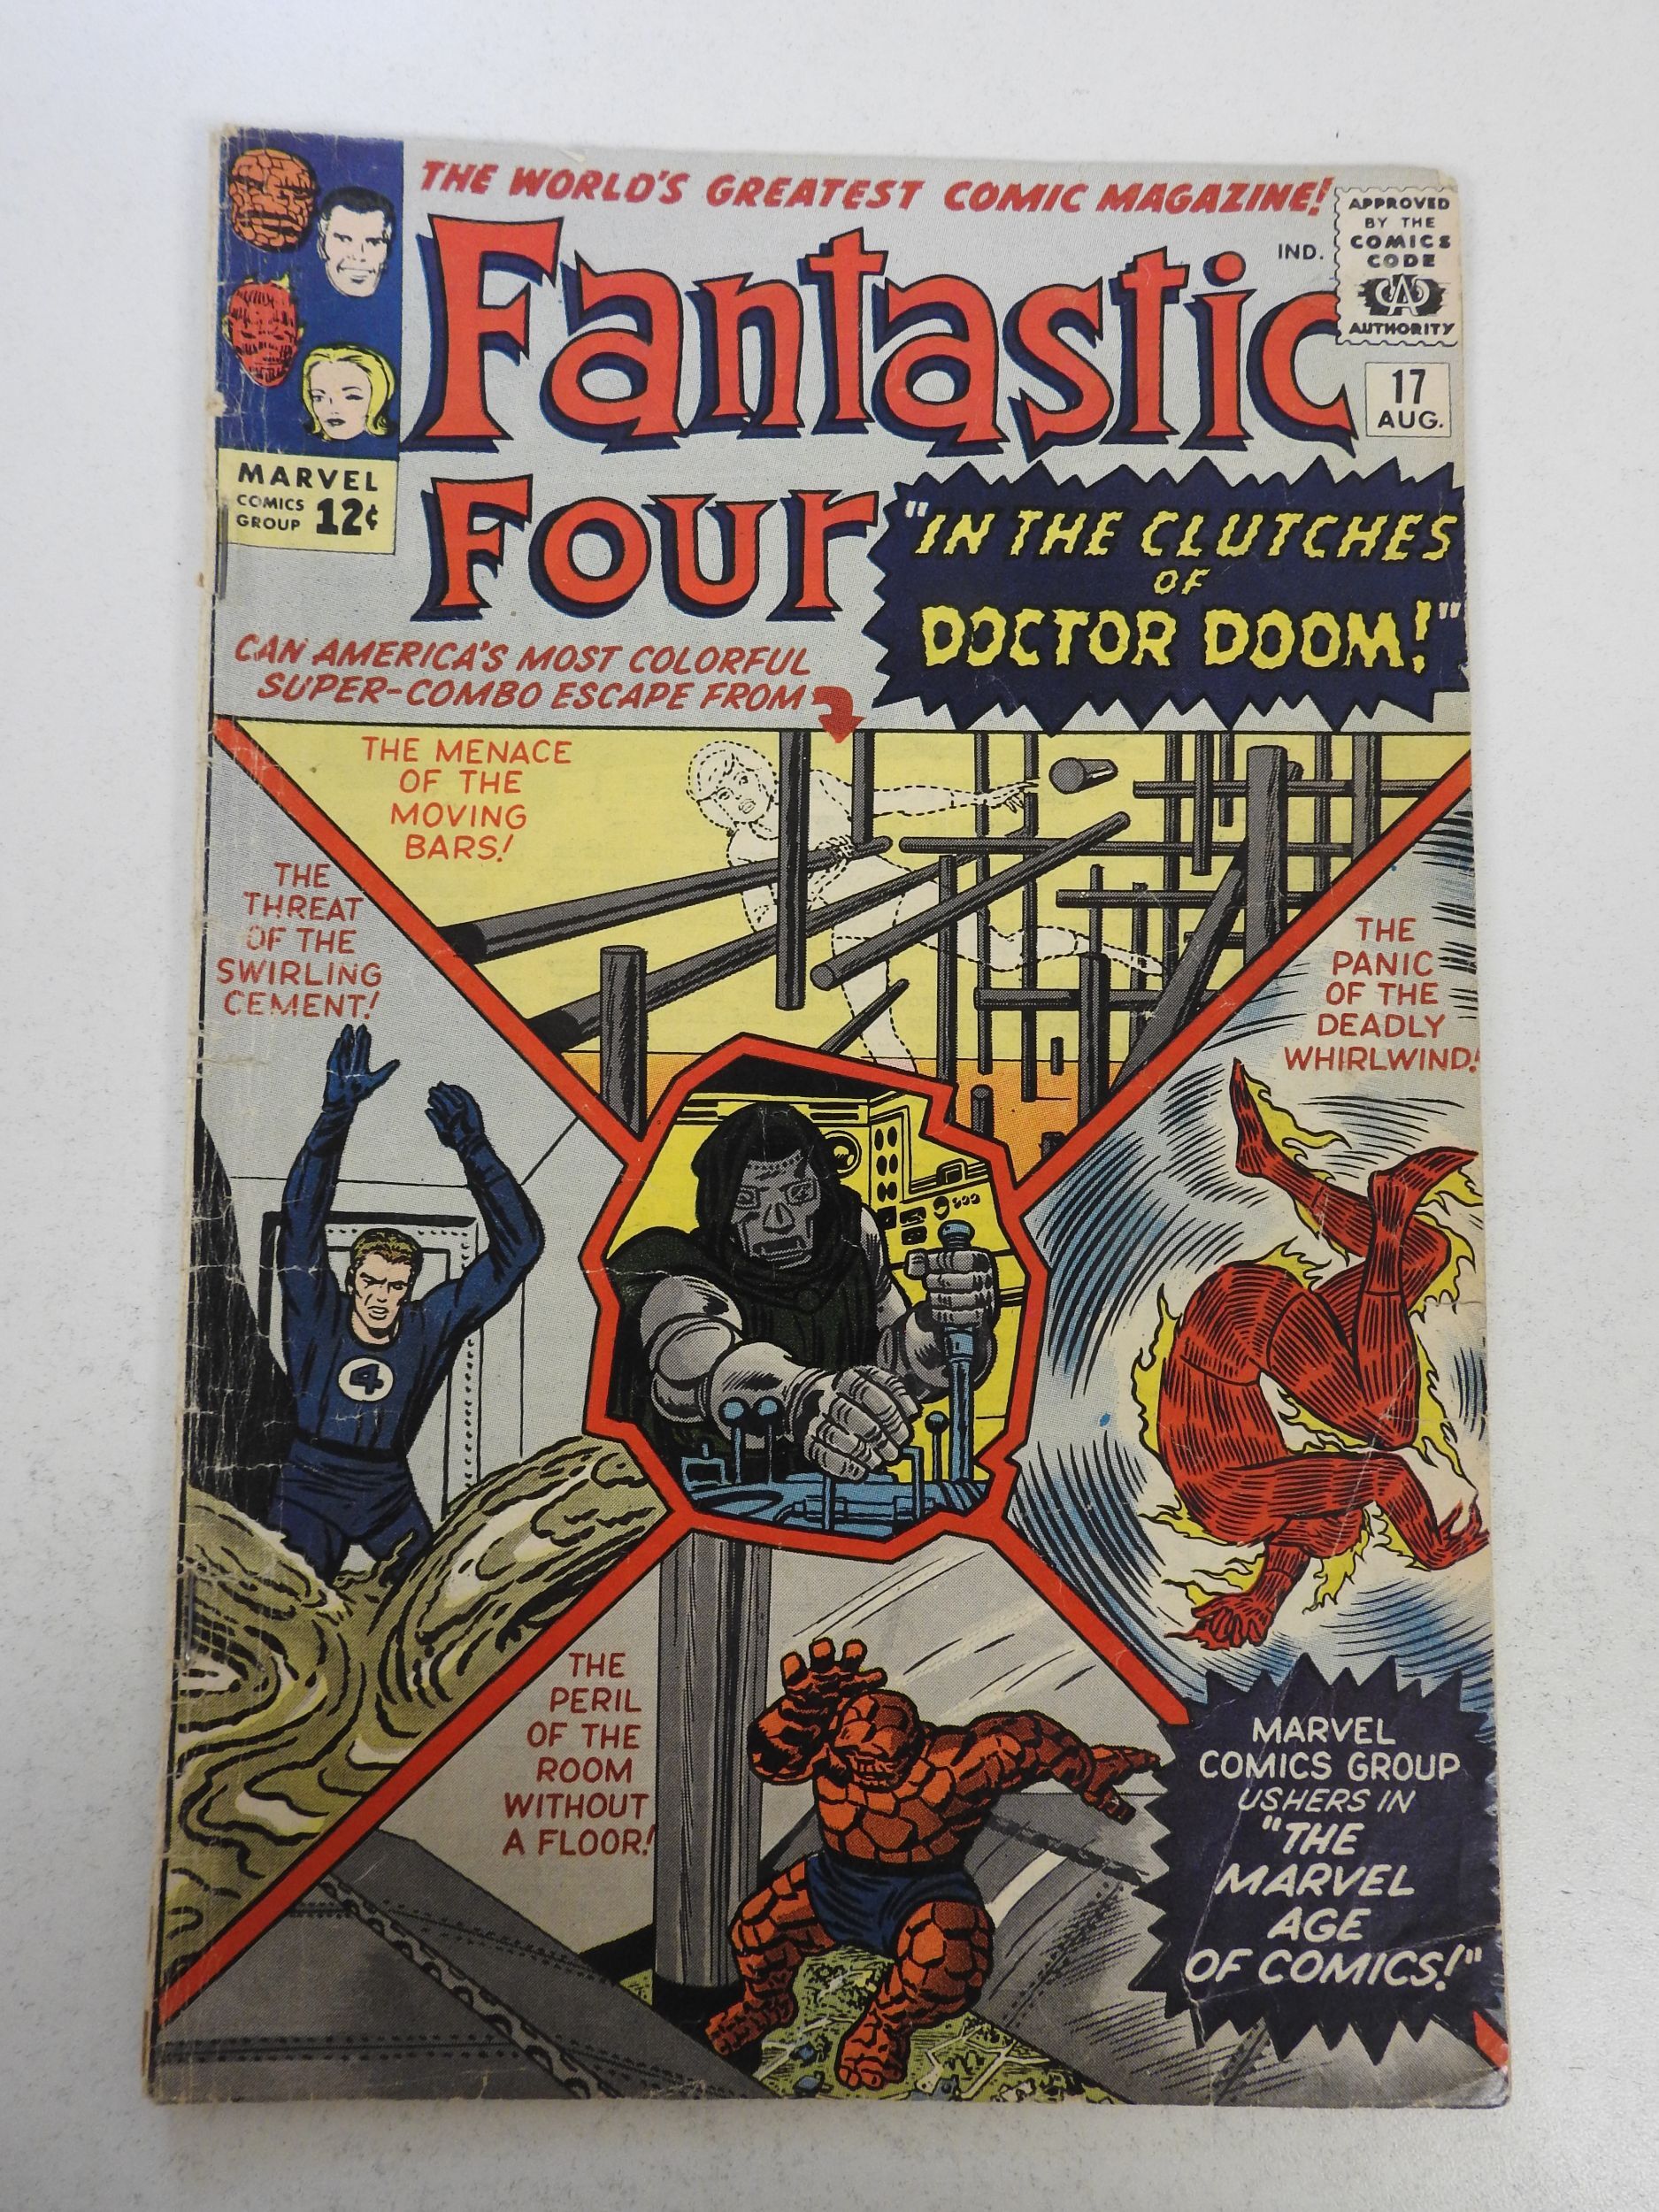 THE WORLD'S GREATEST COMIC MAGAZINE!
Fantastic
Four
IND.
APPROVED
BY THE
COMICS
CODE
CA
AUTHORITY
17
AUG.
MARVEL
COMICS
GROUP 12¢
"IN THE CLUTCHES
OF
DOCTOR DOOM!"
CAN AMERICA'S MOST COLORFUL
SUPER-COMBO ESCAPE FROM
THE MENACE
OF THE
MOVING
BARS!
THE
THREAT
OF THE
SWIRLING
CEMENT!
THE
PANIC
OF THE
DEADLY
WHIRLWIND!
4
THE
PERIL
OF THE
ROOM
WITHOUT
A FLOOR!
MARVEL
COMICS GROUP
USHERS IN
"THE
MARVEL
AGE
OF COMICS!"